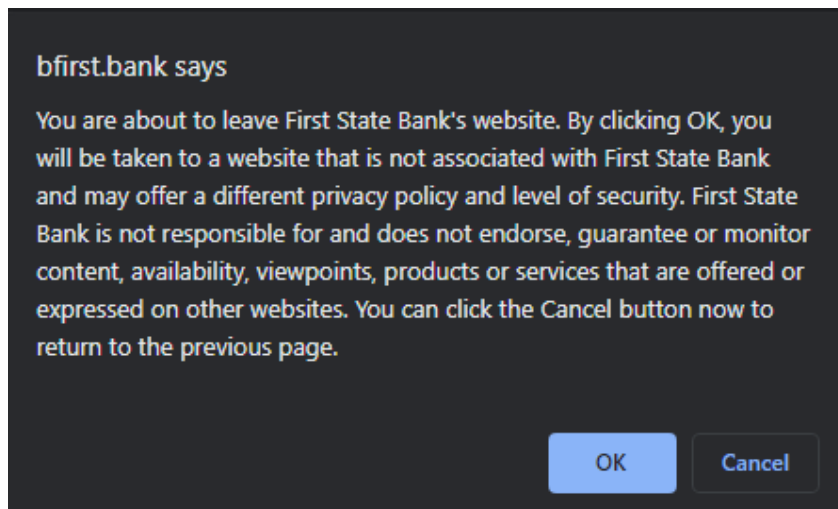 bfirst.bank says
You are about to leave First State Bank's website. By clicking OK, you
will be taken to a website that is not associated with First State Bank
and may offer a different privacy policy and level of security. First State
Bank is not responsible for and does not endorse, guarantee or monitor
content, availability, viewpoints, products or services that are offered or
expressed on other websites. You can click the Cancel button now to
return to the previous page.
OK Cancel